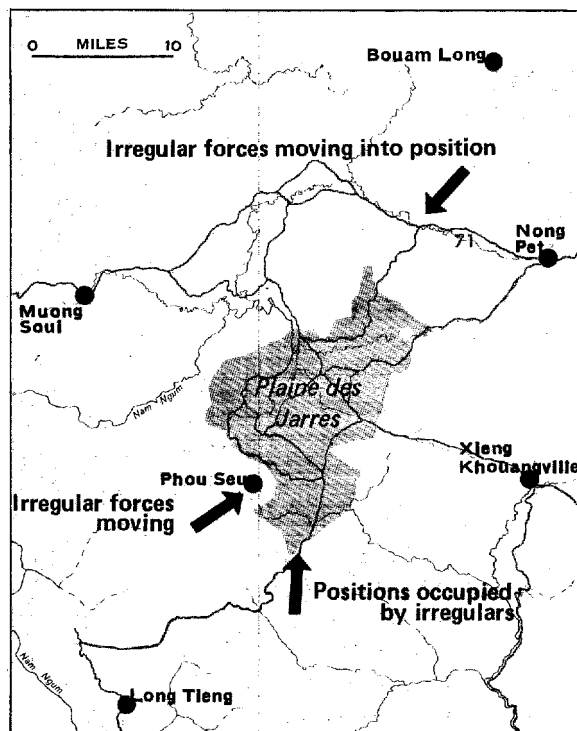 0 MILES 10
Bouam Long
Irregular forces moving into position
71
Nong
Pet
Muong
Soui
Plaine des
Jarres
Nam Ngum
Xieng
Khouangville
Phou Seu
Irregular forces
moving
Positions occupied
by irregulars
Nam Ngum
Long Tieng